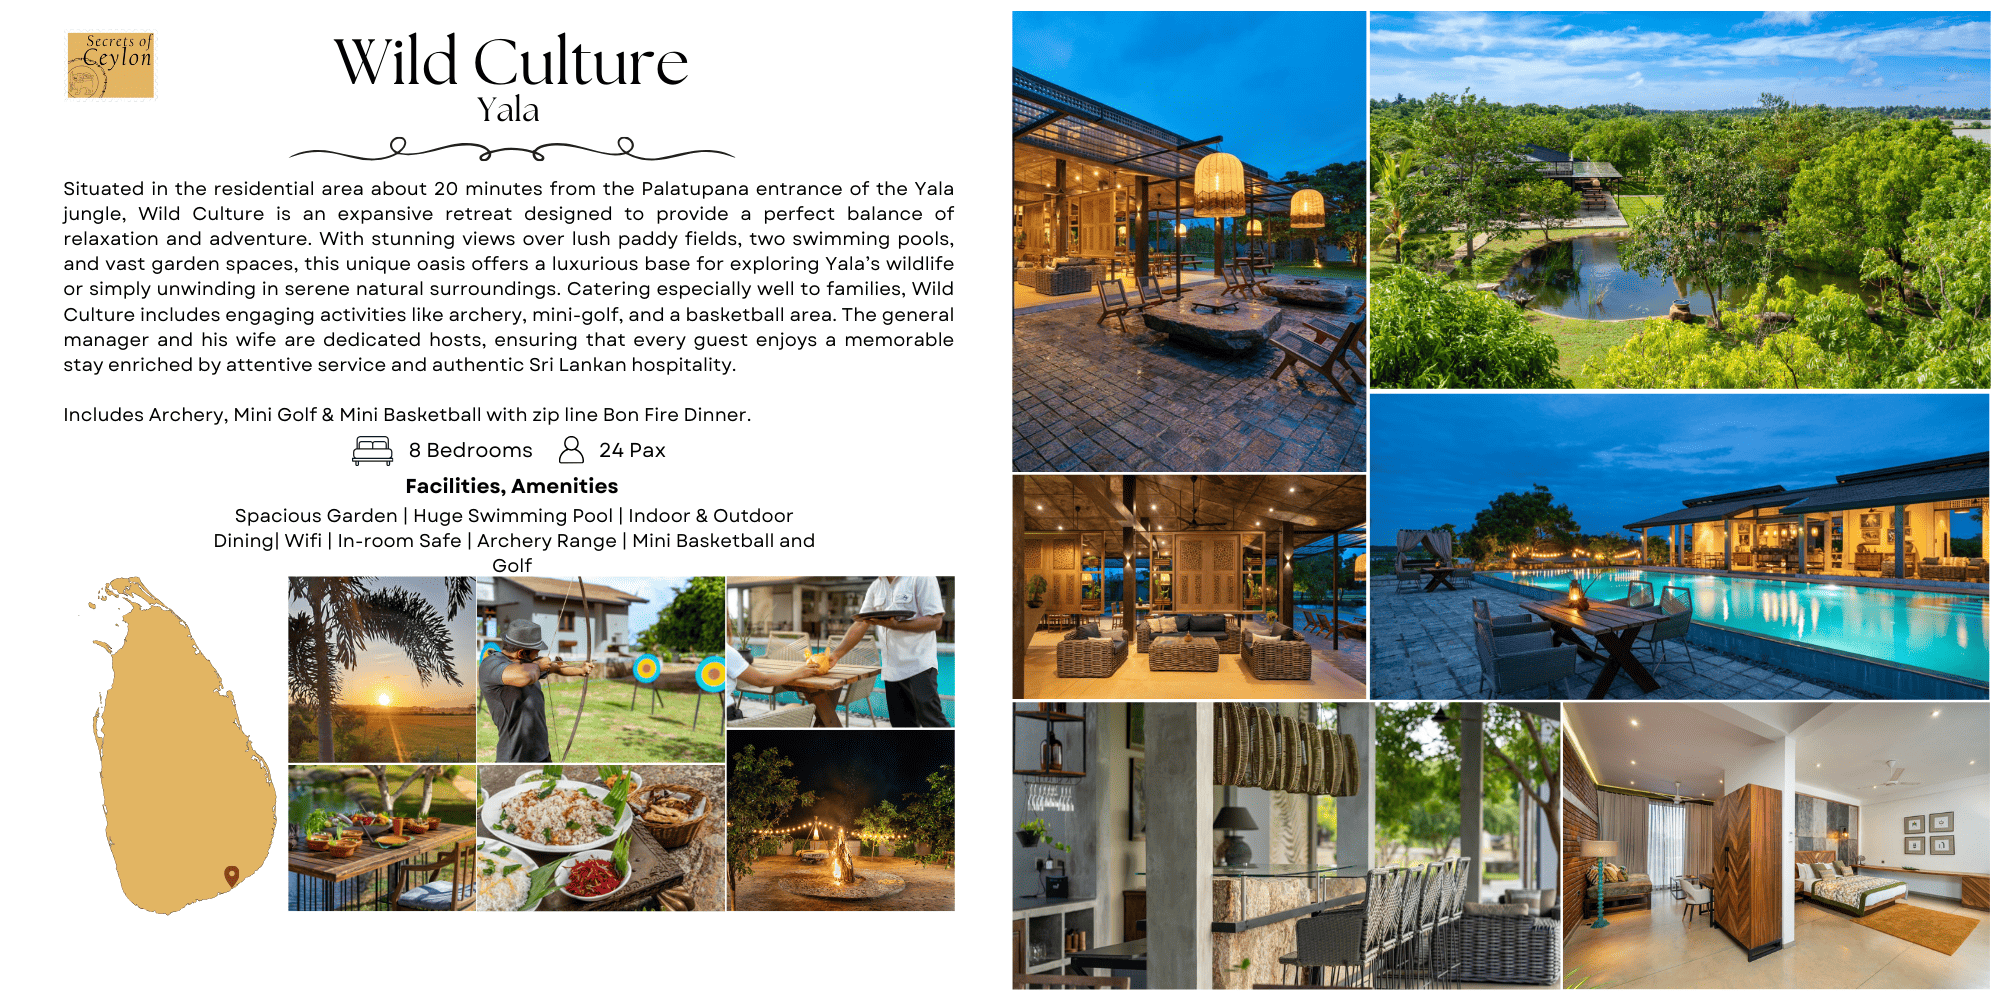 Secrets of
Ceylon
Wild Culture
Yala
Situated in the residential area about 20 minutes from the Palatupana entrance of the Yala
jungle, Wild Culture is an expansive retreat designed to provide a perfect balance of
relaxation and adventure. With stunning views over lush paddy fields, two swimming pools,
and vast garden spaces, this unique oasis offers a luxurious base for exploring Yala’s wildlife
or simply unwinding in serene natural surroundings. Catering especially well to families, Wild
Culture includes engaging activities like archery, mini-golf, and a basketball area. The general
manager and his wife are dedicated hosts, ensuring that every guest enjoys a memorable
stay enriched by attentive service and authentic Sri Lankan hospitality.
Includes Archery, Mini Golf & Mini Basketball with zip line Bon Fire Dinner.
8 Bedrooms 24 Pax
Facilities, Amenities
Spacious Garden | Huge Swimming Pool | Indoor & Outdoor
Dining| Wifi | In-room Safe | Archery Range | Mini Basketball and
Golf